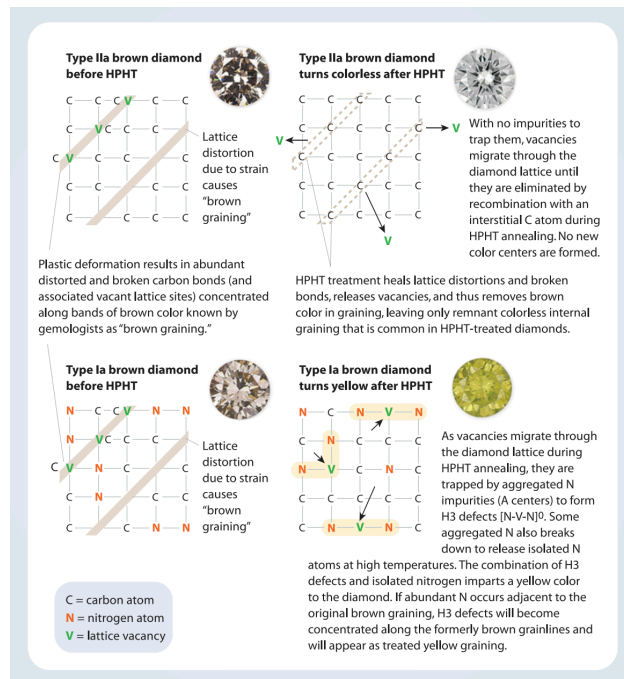 Type IIa brown diamond
before HPHT
C C C V C C
C V C C C
C V C C C C
C C C C C
C C C C C
Lattice
distortion
due to strain
causes
“brown
graining”
Plastic deformation results in abundant
distorted and broken carbon bonds (and
associated vacant lattice sites) concentrated
along bands of brown color known by
gemologists as “brown graining.”
Type IIa brown diamond
turns colorless after HPHT
C C C C C
C C C C C V
V
C C C C C
C C C C C
C C C C C
V
With no impurities to
trap them, vacancies
migrate through the
diamond lattice until
they are eliminated by
recombination with an
interstitial C atom during
HPHT annealing. No new
color centers are formed.
HPHT treatment heals lattice distortions and broken
bonds, releases vacancies, and thus removes brown
color in graining, leaving only remnant colorless internal
graining that is common in HPHT-treated diamonds.
Type Ia brown diamond
before HPHT
N C C V N N
N V C C C
C V N C C C
C N C C C
C C C N N
Lattice
distortion
due to strain
causes
“brown
graining”
C = carbon atom
N = nitrogen atom
V = lattice vacancy
Type Ia brown diamond
turns yellow after HPHT
N C N V N
C N C C C
N V C N C
C C C C C
C N V N C
As vacancies migrate through
the diamond lattice during
HPHT annealing, they are
trapped by aggregated N
impurities (A centers) to form
H3 defects [N-V-N]⁰. Some
aggregated N also breaks
down to release isolated N
atoms at high temperatures. The combination of H3
defects and isolated nitrogen imparts a yellow color
to the diamond. If abundant N occurs adjacent to the
original brown graining, H3 defects will become
concentrated along the formerly brown grainlines and
will appear as treated yellow graining.